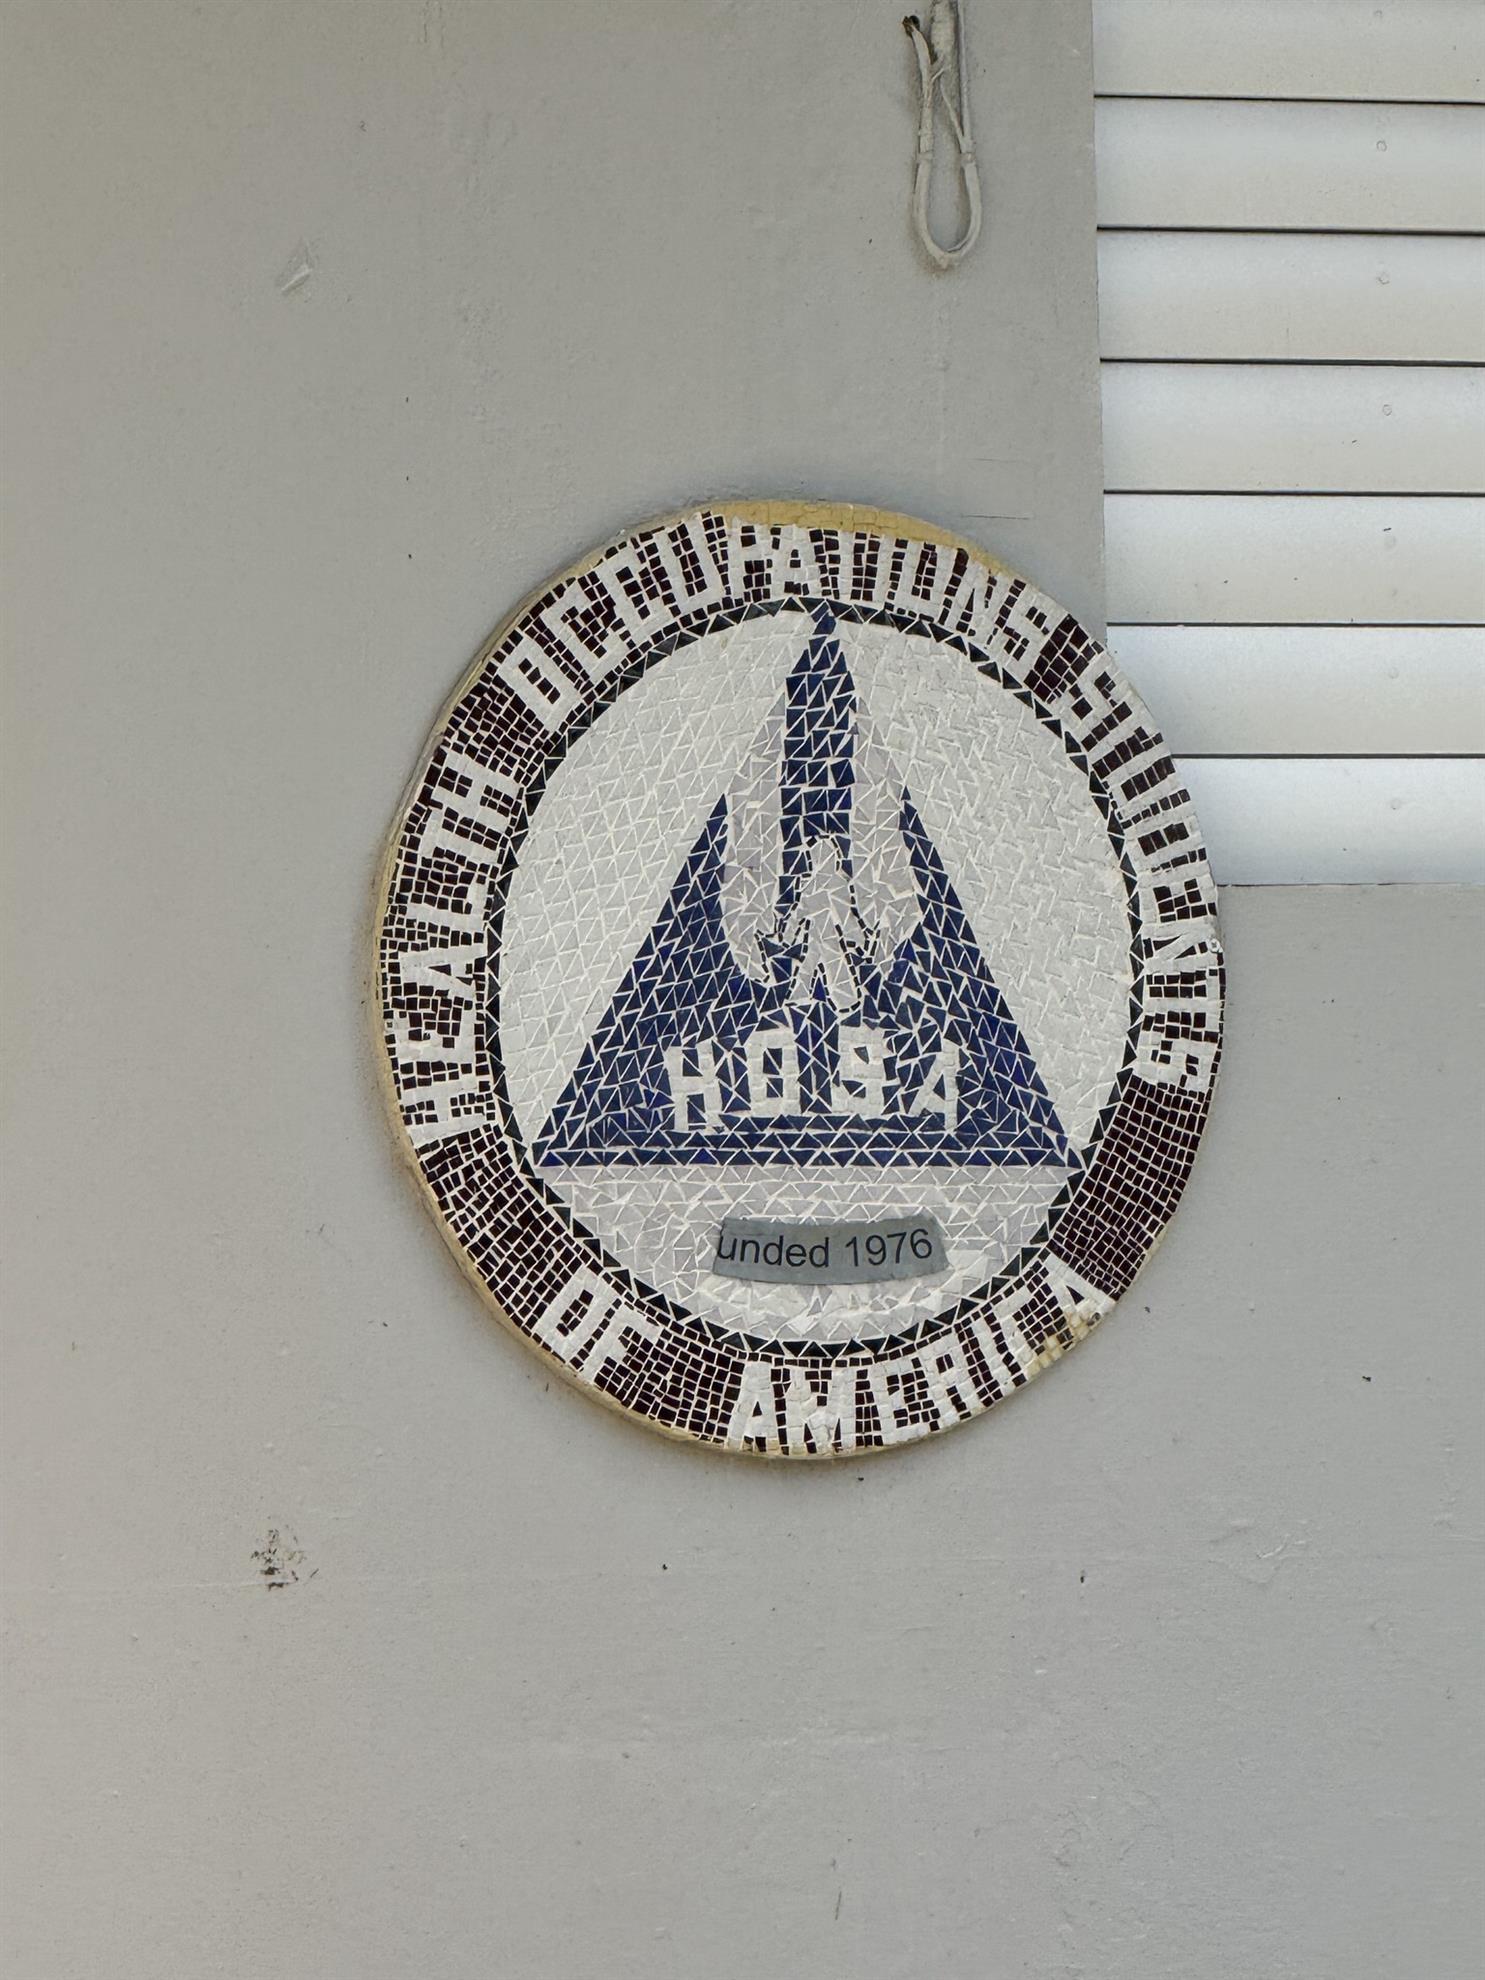 HEALTH OCCUPATIONS STUDENTS
OF AMERICA
HOSA
unded 1976